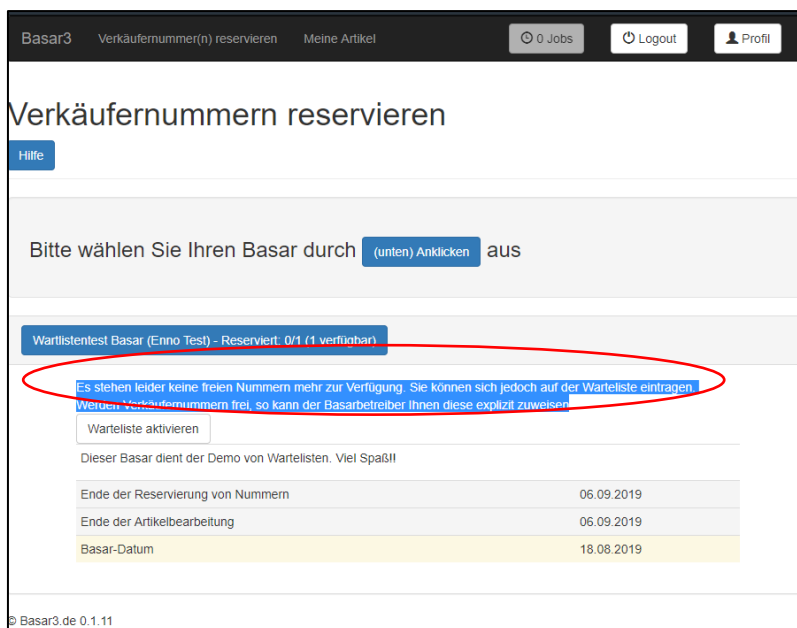 Basar3 Verkäufernummer(n) reservieren Meine Artikel 0 Jobs Logout Profil
Verkäufernummern reservieren
Hilfe
Bitte wählen Sie Ihren Basar durch (unten) Anklicken aus
Wartlistentest Basar (Enno Test) - Reserviert: 0/1 (1 verfügbar)
Es stehen leider keine freien Nummern mehr zur Verfügung. Sie können sich jedoch auf der Warteliste eintragen.
Werden Verkäufernummern frei, so kann der Basarbetreiber Ihnen diese explizit zuweisen
Warteliste aktivieren
Dieser Basar dient der Demo von Wartelisten. Viel Spaß!!
Ende der Reservierung von Nummern 06.09.2019
Ende der Artikelbearbeitung 06.09.2019
Basar-Datum 18.08.2019
© Basar3.de 0.1.11